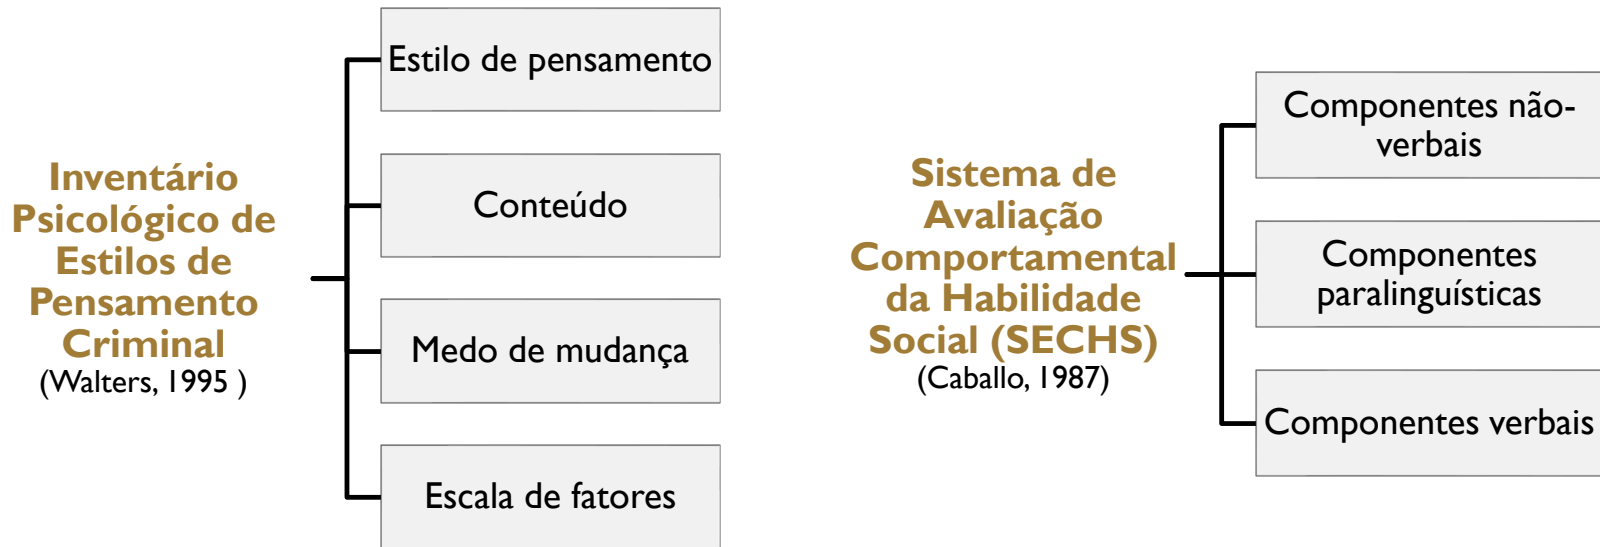 Inventário
Psicológico de
Estilos de
Pensamento
Criminal
(Walters, 1995 )
Estilo de pensamento
Conteúdo
Medo de mudança
Escala de fatores
Sistema de
Avaliação
Comportamental
da Habilidade
Social (SECHS)
(Caballo, 1987)
Componentes não-
verbais
Componentes
paralinguísticas
Componentes verbais